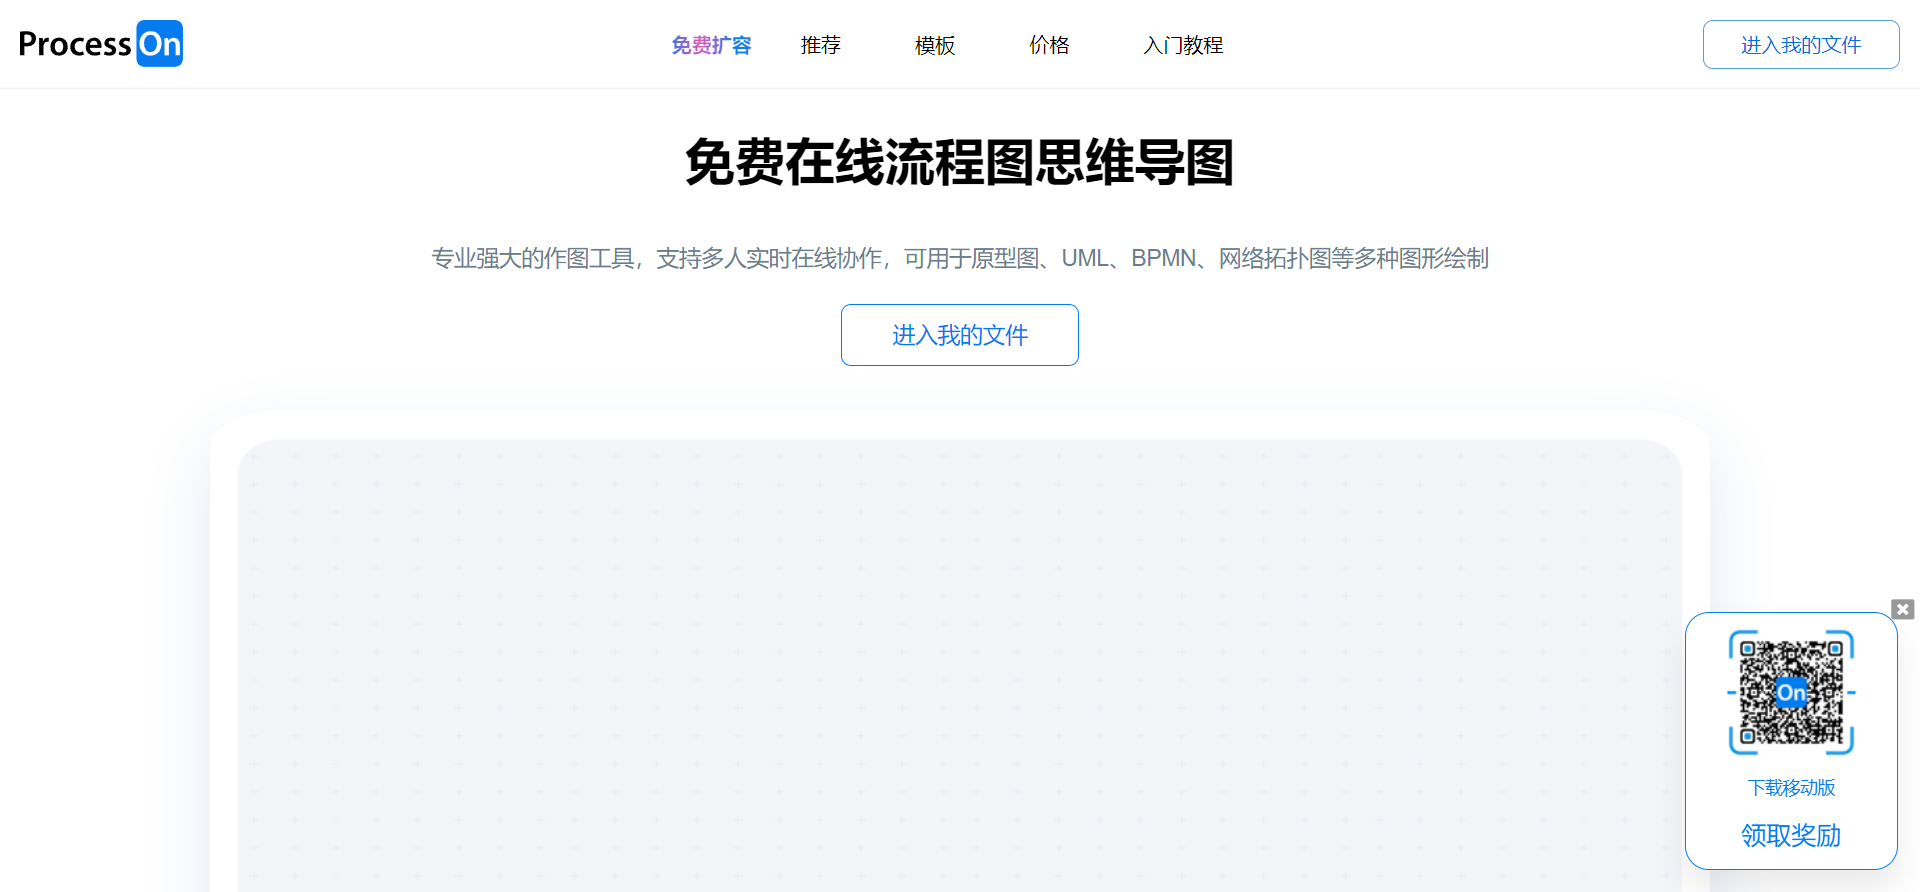 ProcessOn
免费扩容 推荐 模板 价格 入门教程
进入我的文件
免费在线流程图思维导图
专业强大的作图工具，支持多人实时在线协作，可用于原型图、UML、BPMN、网络拓扑图等多种图形绘制
进入我的文件
On
下载移动版
领取奖励